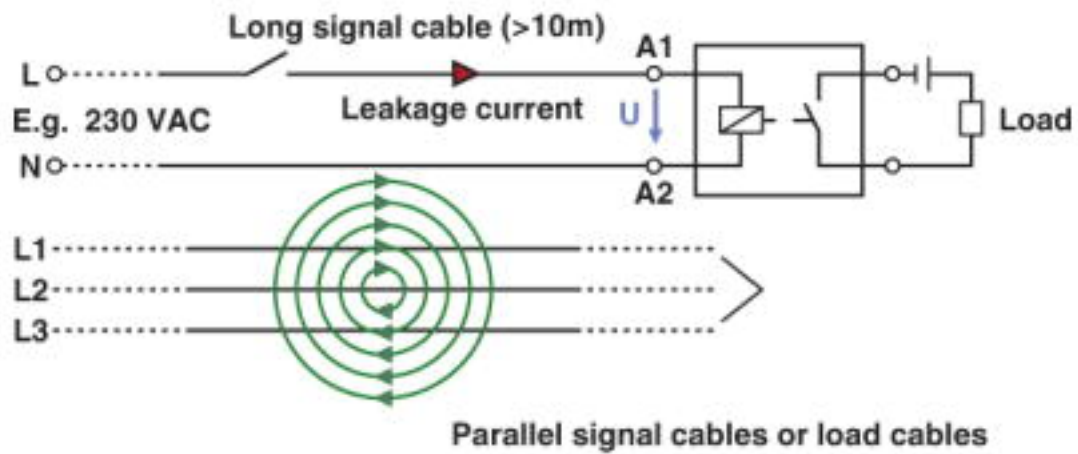 Long signal cable (>10m)
A1
L
Leakage current
U
Load
E.g. 230 VAC
N
A2
L1
L2
L3
Parallel signal cables or load cables